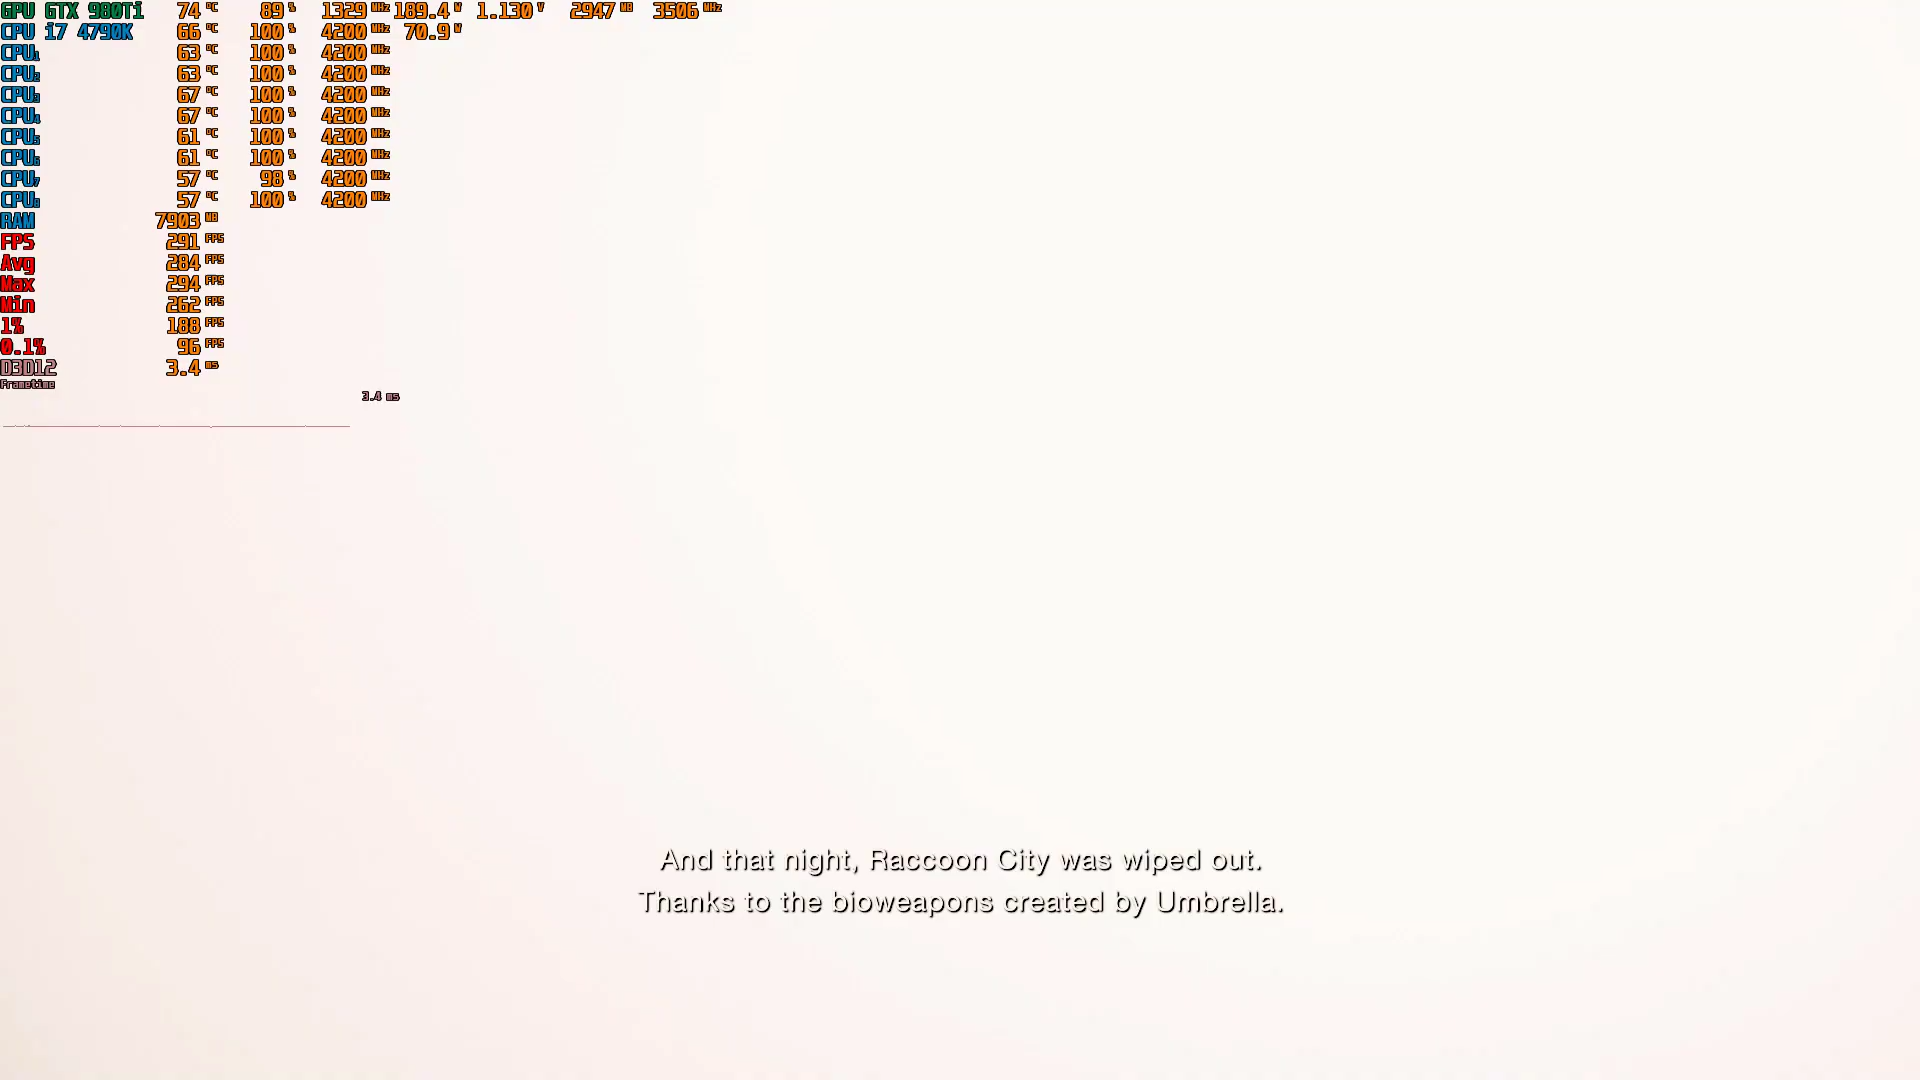 GPU GTX 980Ti 74 °C 89 % 1329 MHz 189.4 W 1.130 V 2947 MB 3506 MHz
CPU i7 4790K 66 °C 100 % 4200 MHz 70.9 W
CPU1 63 °C 100 % 4200 MHz
CPU2 63 °C 100 % 4200 MHz
CPU3 67 °C 100 % 4200 MHz
CPU4 67 °C 100 % 4200 MHz
CPU5 61 °C 100 % 4200 MHz
CPU6 61 °C 100 % 4200 MHz
CPU7 57 °C 98 % 4200 MHz
CPU8 57 °C 100 % 4200 MHz
RAM 7903 MB
FPS 291 FPS
Avg 284 FPS
Max 294 FPS
Min 262 FPS
1% 188 FPS
0.1% 96 FPS
D3D12 3.4 ms
Frametime
3.4 ms
And that night, Raccoon City was wiped out.
Thanks to the bioweapons created by Umbrella.